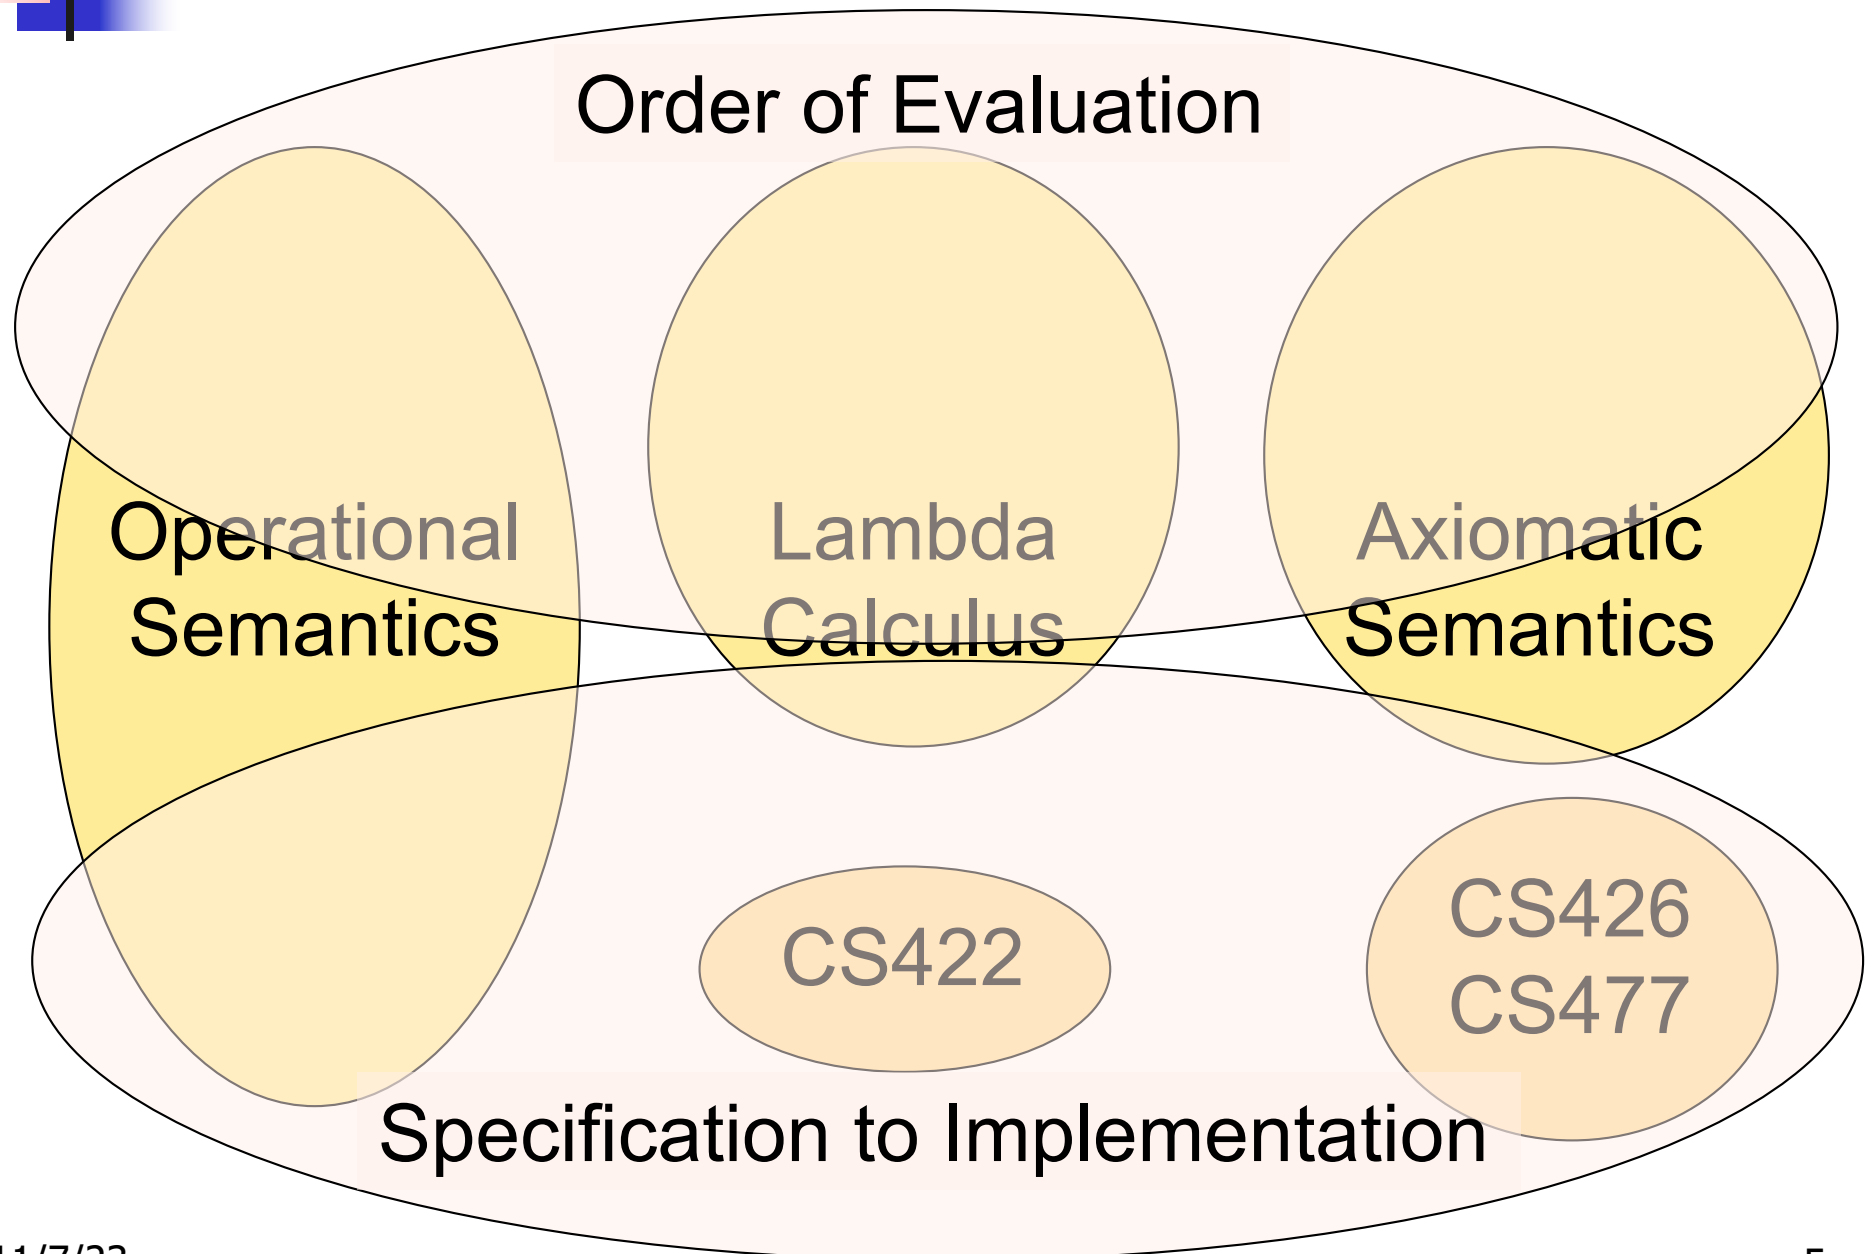 Order of Evaluation
Operational
Semantics
Lambda
Calculus
Axiomatic
Semantics
CS422
CS426
CS477
Specification to Implementation